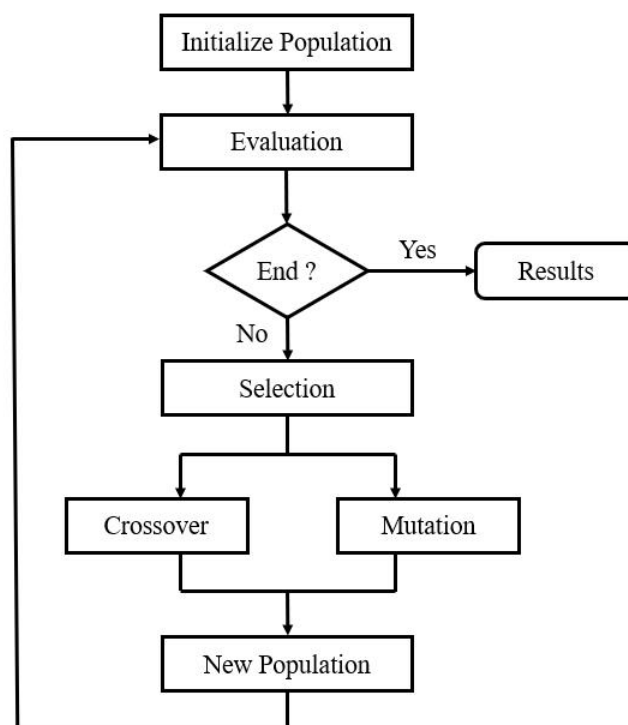 Initialize Population
Evaluation
End ?
Yes
Results
No
Selection
Crossover
Mutation
New Population